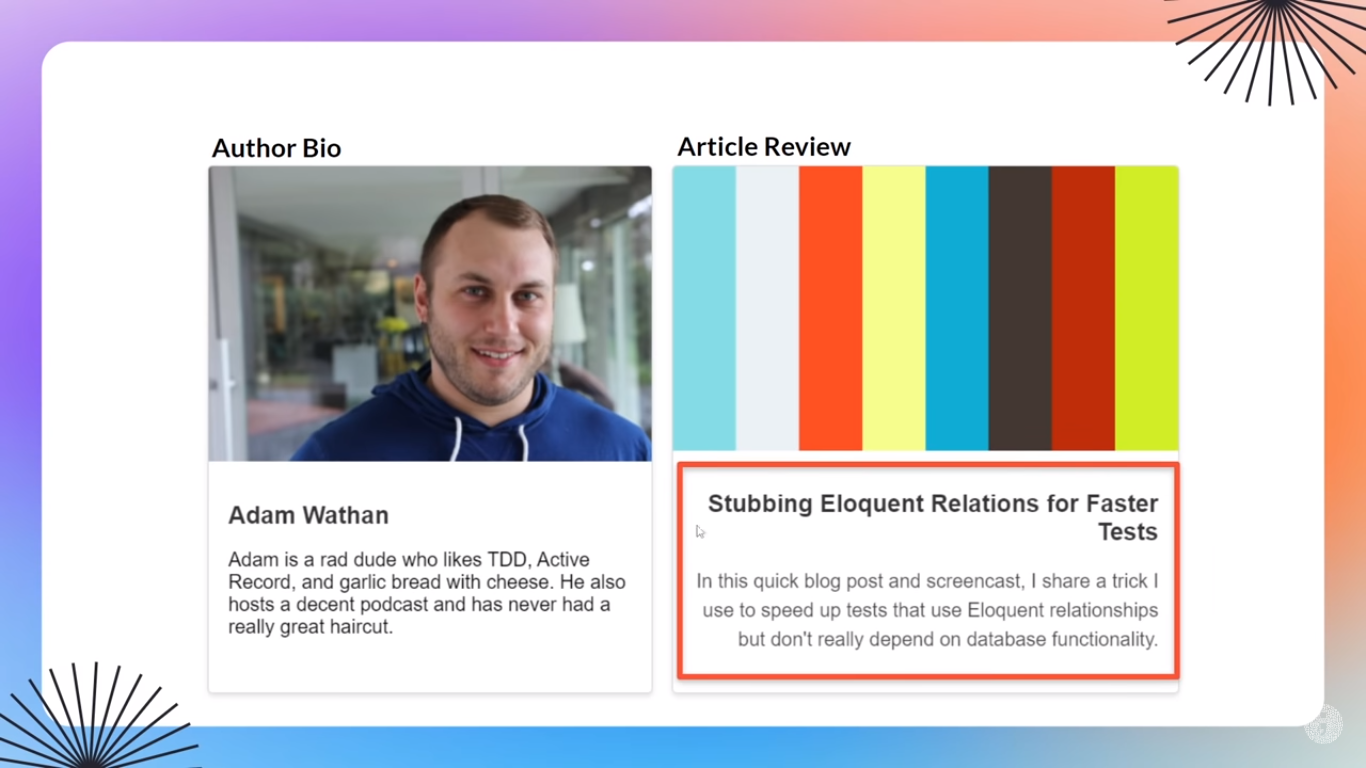 Author Bio
Adam Wathan
Adam is a rad dude who likes TDD, Active
Record, and garlic bread with cheese. He also
hosts a decent podcast and has never had a
really great haircut.
Article Review
Stubbing Eloquent Relations for Faster
Tests
In this quick blog post and screencast, I share a trick I
use to speed up tests that use Eloquent relationships
but don't really depend on database functionality.